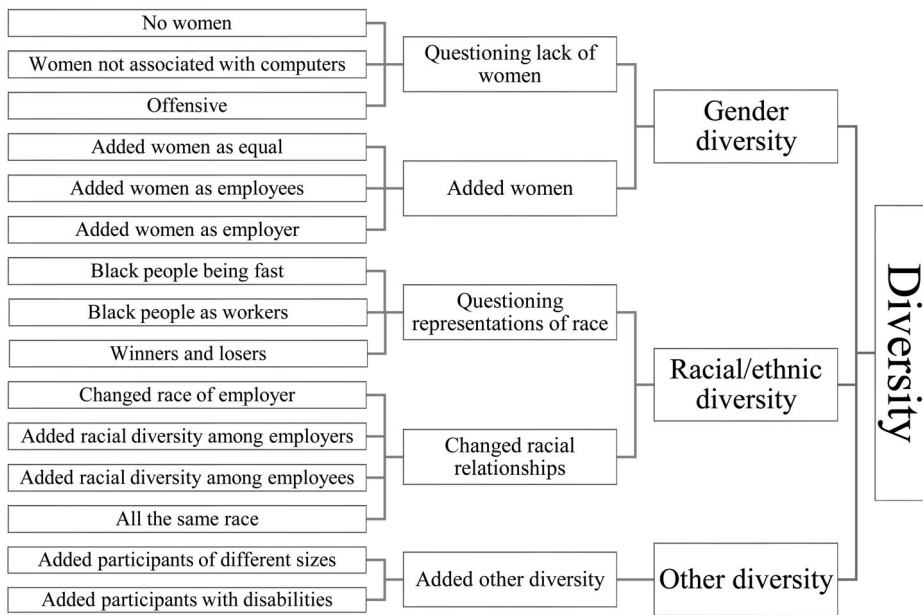 No women
Women not associated with computers
Offensive
Added women as equal
Added women as employees
Added women as employer
Black people being fast
Black people as workers
Winners and losers
Changed race of employer
Added racial diversity among employers
Added racial diversity among employees
All the same race
Added participants of different sizes
Added participants with disabilities
Questioning lack of
women
Added women
Questioning
representations of race
Changed racial
relationships
Added other diversity
Gender
diversity
Racial/ethnic
diversity
Other diversity
Diversity